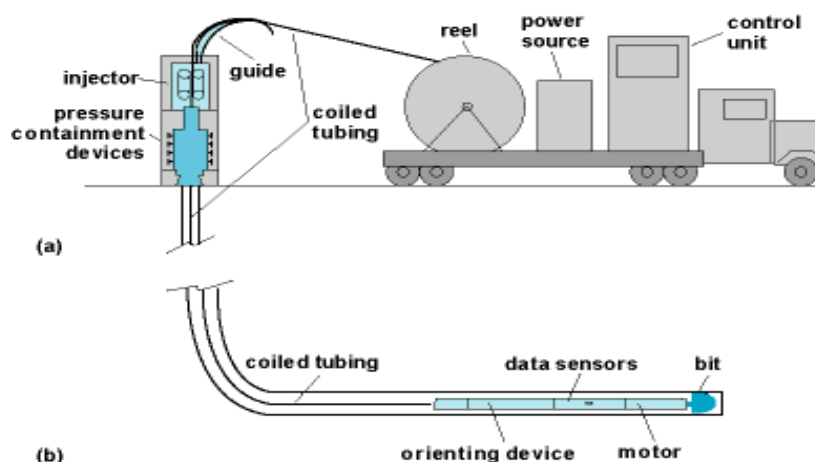 reel
power
source
control
unit
guide
injector
coiled
tubing
pressure
containment
devices
(a)
coiled tubing
data sensors
bit
orienting device
motor
(b)